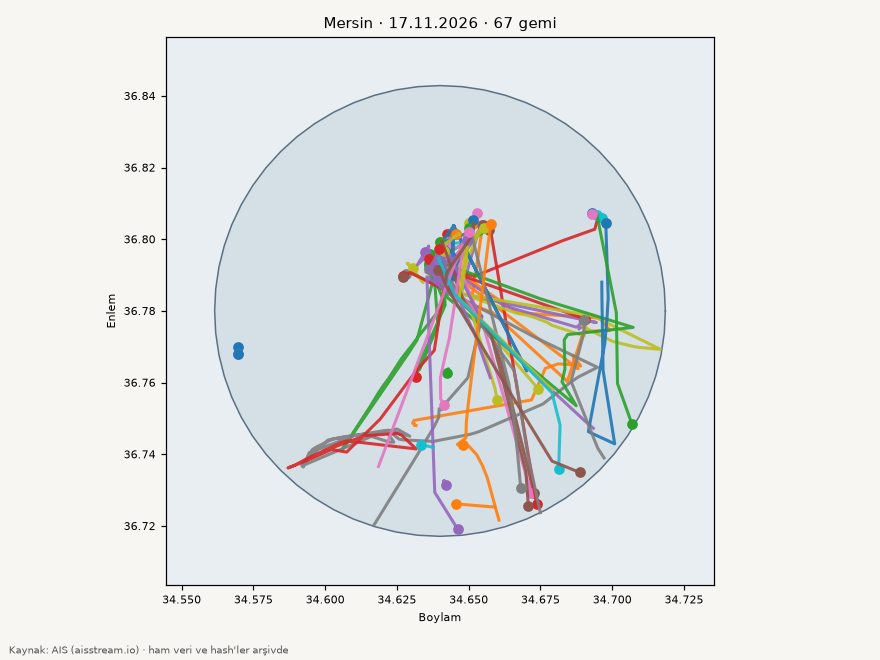 Mersin · 17.11.2026 · 67 gemi
Enlem
36.84
36.82
36.80
36.78
36.76
36.74
36.72
34.550 34.575 34.600 34.625 34.650 34.675 34.700 34.725
Boylam
Kaynak: AIS (aisstream.io) · ham veri ve hash'ler arşivde